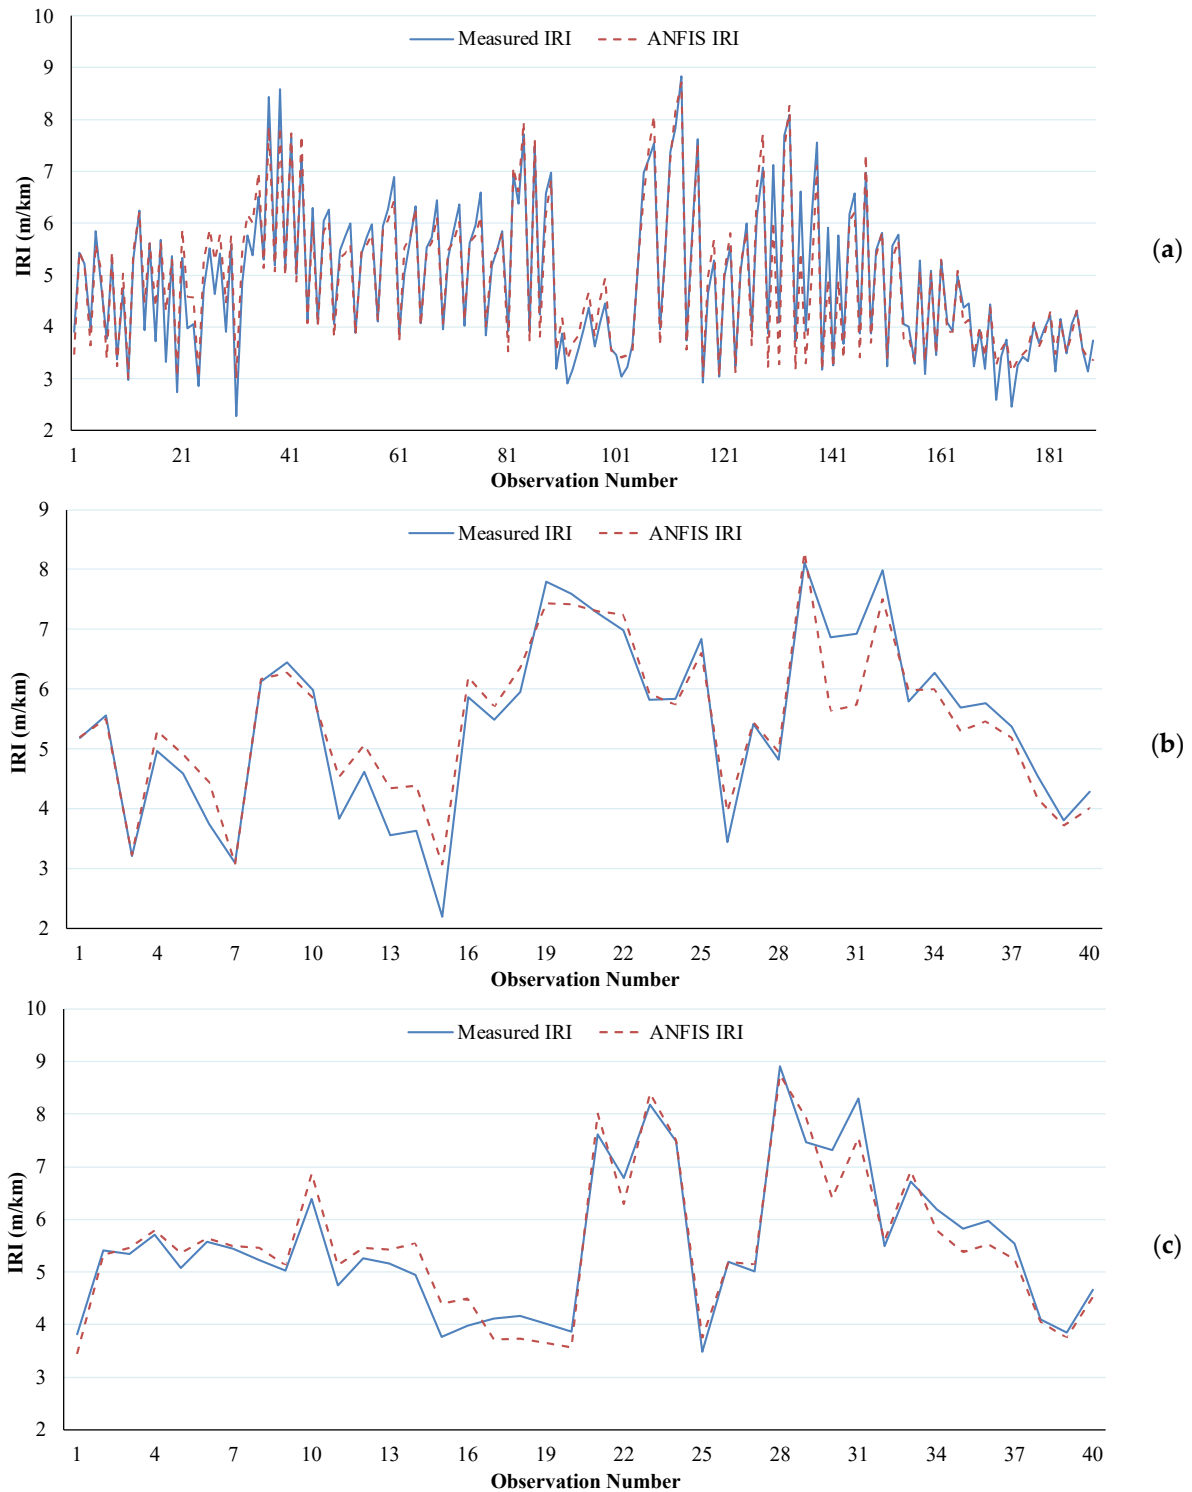 10
9
8
7
6
5
4
3
2
IRI (m/km)
Measured IRI ANFIS IRI
1 21 41 61 81 101 121 141 161 181
Observation Number
(a)
9
8
7
6
5
4
3
2
IRI (m/km)
Measured IRI ANFIS IRI
1 4 7 10 13 16 19 22 25 28 31 34 37 40
Observation Number
(b)
10
9
8
7
6
5
4
3
2
IRI (m/km)
Measured IRI ANFIS IRI
1 4 7 10 13 16 19 22 25 28 31 34 37 40
Observation Number
(c)